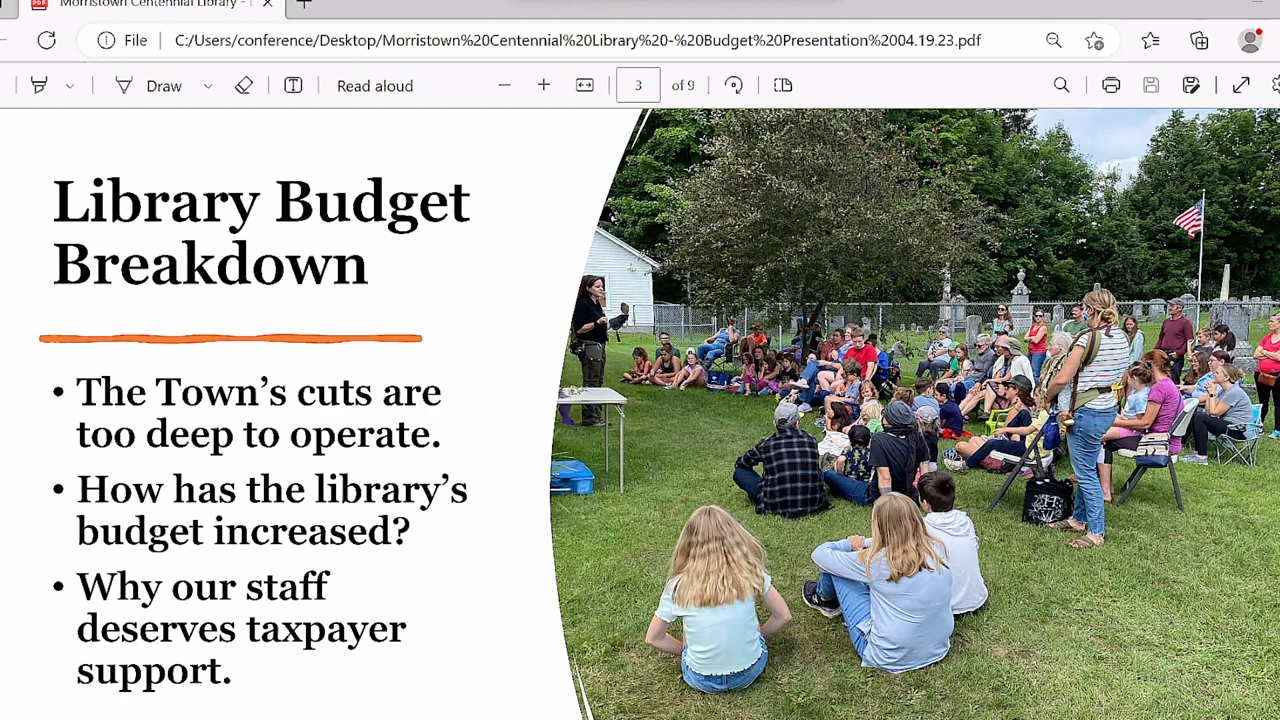 Morristown Centennial Library -
File
C:/Users/conference/Desktop/Morristown%20Centennial%20Library%20-%20Budget%20Presentation%2004.19.23.pdf
Draw
Read aloud
3 of 9
Library Budget
Breakdown
• The Town's cuts are
too deep to operate.
• How has the library's
budget increased?
• Why our staff
deserves taxpayer
support.